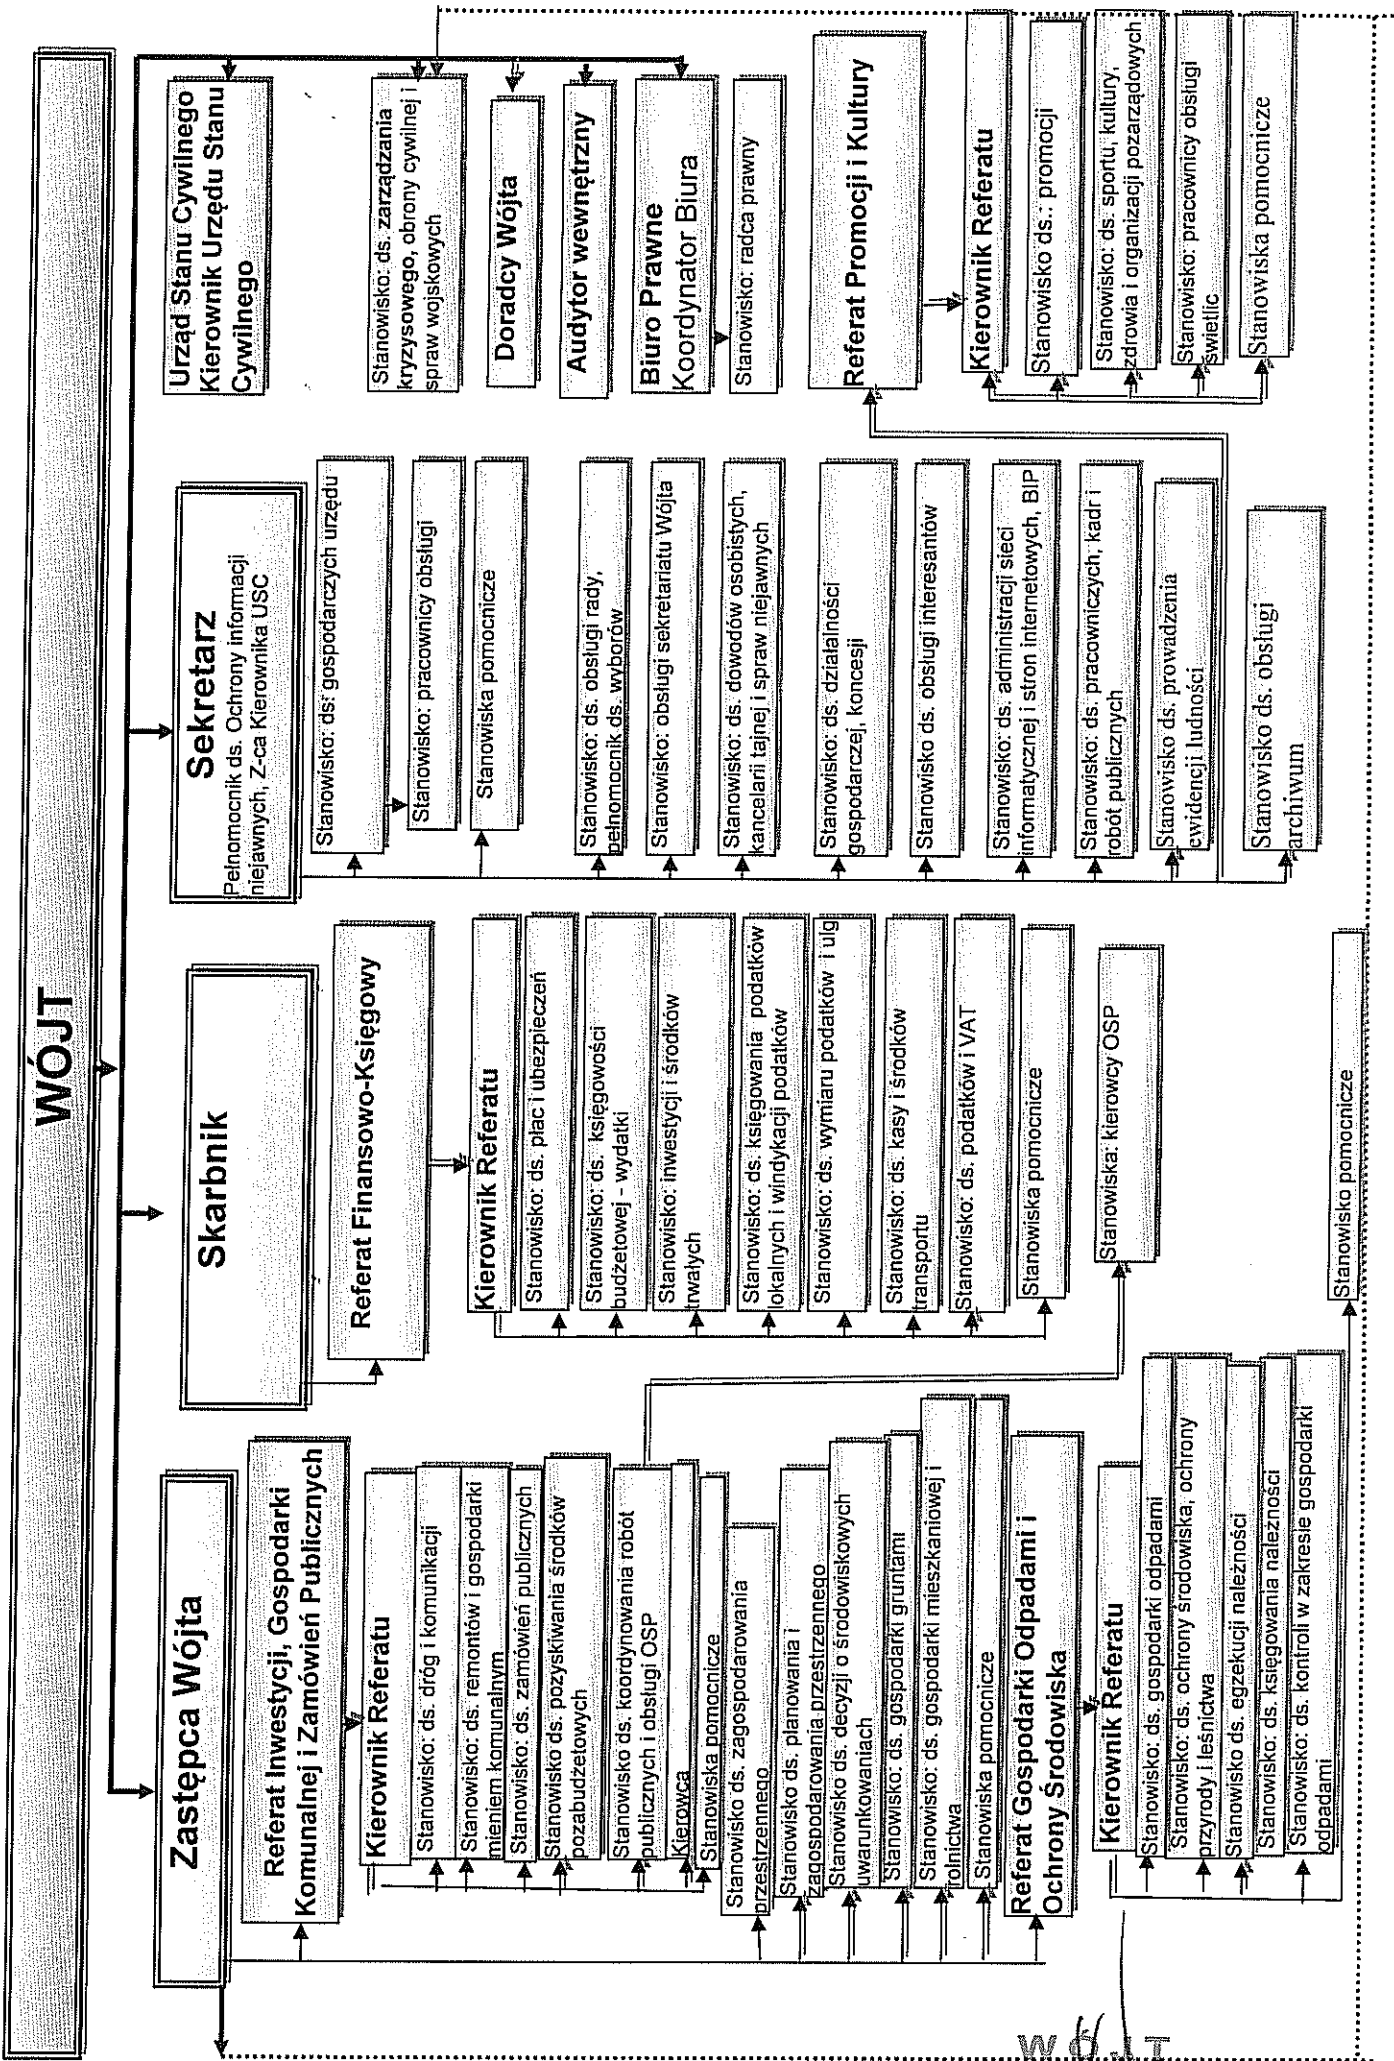 WÓJT
Zastępca Wójta
Referat Inwestycji, Gospodarki
Komunalnej i Zamówień Publicznych
Kierownik Referatu
Stanowisko: ds. dróg i komunikacji
Stanowisko: ds. remontów i gospodarki
mieniem komunalnym
Stanowisko: ds. zamówień publicznych
Stanowisko ds. pozyskiwania środków
pozabudżetowych
Stanowisko ds. koordynowania robót
publicznych i obsługi OSP
Kierowca
Stanowiska pomocnicze
Stanowisko ds. zagospodarowania
przestrzennego
Stanowisko ds. planowania i
zagospodarowania przestrzennego
Stanowisko ds. decyzji o środowiskowych
uwarunkowaniach
Stanowisko: ds. gospodarki gruntami
Stanowisko: ds. gospodarki mieszkaniowej i
rolnictwa
Stanowiska pomocnicze
Referat Gospodarki Odpadami i
Ochrony Środowiska
Kierownik Referatu
Stanowisko: ds. gospodarki odpadami
Stanowisko: ds. ochrony środowiska, ochrony
przyrody i leśnictwa
Stanowisko ds. egzekucji należności
Stanowisko: ds. księgowania należności
Stanowisko: ds. kontroli w zakresie gospodarki
odpadami
Stanowisko pomocnicze
Skarbnik
Referat Finansowo-Księgowy
Kierownik Referatu
Stanowisko: ds. płac i ubezpieczeń
Stanowisko: ds. księgowości
budżetowej – wydatki
Stanowisko: inwestycji i środków
trwałych
Stanowisko: ds. księgowania podatków
lokalnych i windykacji podatków
Stanowisko: ds. wymiaru podatków i ulg
Stanowisko: ds. kasy i środków
transportu
Stanowisko: ds. podatków i VAT
Stanowiska pomocnicze
Stanowiska: kierowcy OSP
Sekretarz
Pełnomocnik ds. Ochrony informacji
niejawnych, Z-ca Kierownika USC
Stanowisko: ds: gospodarczych urzędu
Stanowisko: pracownicy obsługi
Stanowiska pomocnicze
Stanowisko: ds. obsługi rady,
pełnomocnik ds. wyborów
Stanowisko: obsługi sekretariatu Wójta
Stanowisko: ds. dowodów osobistych,
kancelarii tajnej i spraw niejawnych
Stanowisko: ds. działalności
gospodarczej, koncesji
Stanowisko ds. obsługi interesantów
Stanowisko: ds. administracji sieci
informatycznej i stron internetowych, BIP
Stanowisko: ds. pracowniczych, kadr i
robót publicznych
Stanowisko ds. prowadzenia
ewidencji ludności
Stanowisko ds. obsługi
archiwum
Urząd Stanu Cywilnego
Kierownik Urzędu Stanu
Cywilnego
Stanowisko: ds. zarządzania
kryzysowego, obrony cywilnej i
spraw wojskowych
Doradcy Wójta
Audytor wewnętrzny
Biuro Prawne
Koordynator Biura
Stanowisko: radca prawny
Referat Promocji i Kultury
Kierownik Referatu
Stanowisko ds.: promocji
Stanowisko: ds. sportu, kultury,
zdrowia i organizacji pozarządowych
Stanowisko: pracownicy obsługi
świetlic
Stanowiska pomocnicze
WÓJT